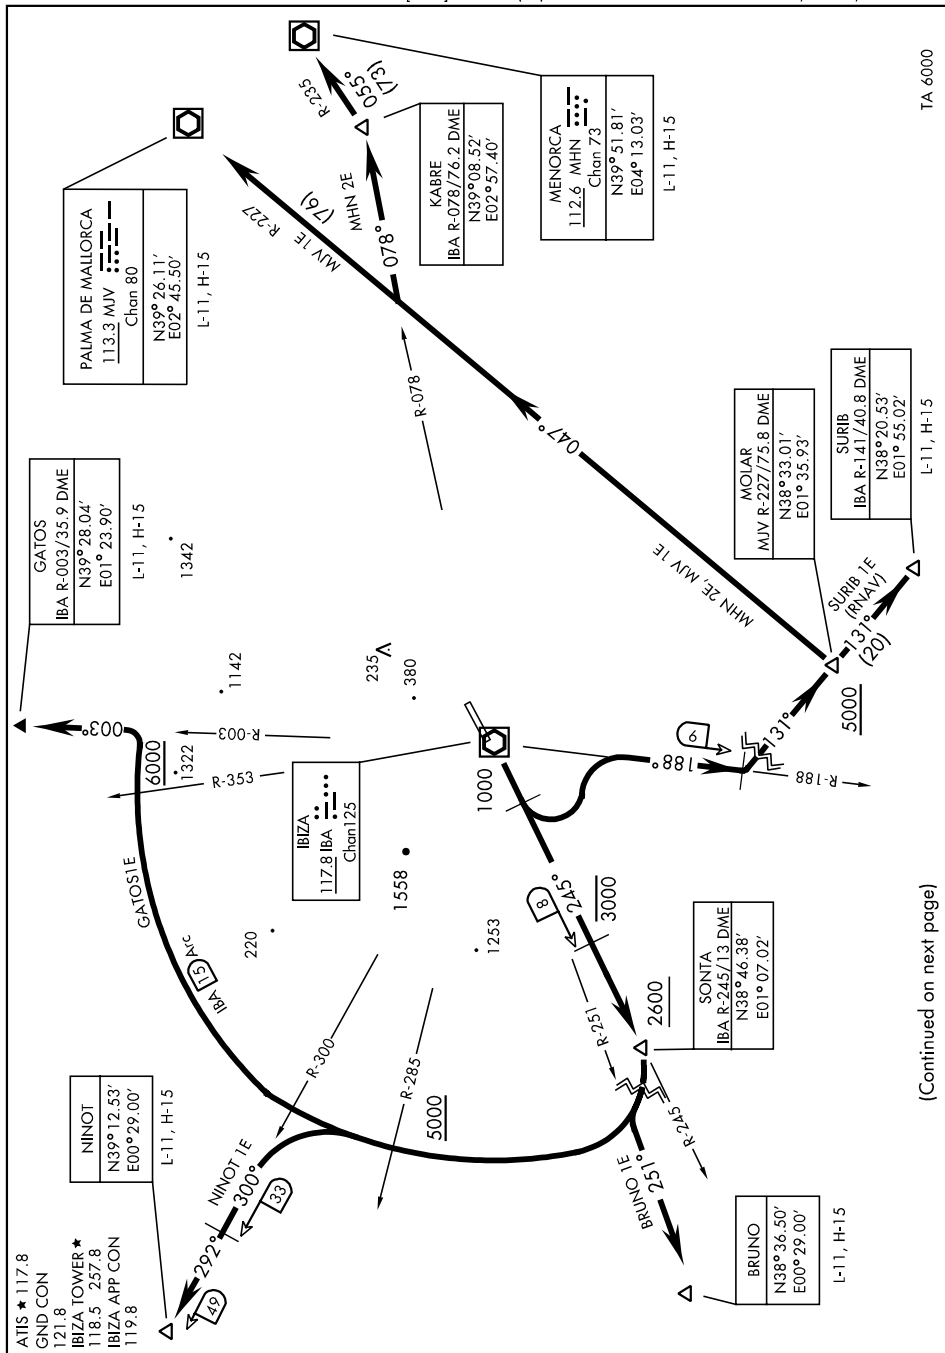 ATIS ★ 117.8
GND CON
121.8
IBIZA TOWER ★
118.5 257.8
IBIZA APP CON
119.8
NINOT
N39° 12.53′
E00° 29.00′
L-11, H-15
GATOS
IBA R-003/35.9 DME
N39° 28.04′
E01° 23.90′
L-11, H-15
PALMA DE MALLORCA
113.3 MJV
Chan 80
N39° 26.11′
E02° 45.50′
L-11, H-15
KABRE
IBA R-078/76.2 DME
N39° 08.52′
E02° 57.40′
MENORCA
112.6 MHN
Chan 73
N39° 51.81′
E04° 13.03′
L-11, H-15
IBIZA
117.8 IBA
Chan125
MOLAR
MJV R-227/75.8 DME
N38° 33.01′
E01° 35.93′
SURIB
IBA R-141/40.8 DME
N38° 20.53′
E01° 55.02′
L-11, H-15
SONTA
IBA R-245/13 DME
N38° 46.38′
E01° 07.02′
BRUNO
N38° 36.50′
E00° 29.00′
L-11, H-15
49
292°
33
300°
NINOT 1E
R-300
R-285
5000
IBA 15 Arc
GATOS1E
6000
003°
R-353
R-003
1322
1342
1142
235
380
220
1558
1253
1000
8
245°
3000
R-251
2600
R-245
BRUNO 1E
251°
188°
9
R-188
131°
5000
131°
(20)
SURIB 1E
(RNAV)
MHN 2E, MJV 1E
047°
R-078
078°
MHN 2E
MJV 1E
(76)
R-227
R-235
055°
(73)
TA 6000
(Continued on next page)